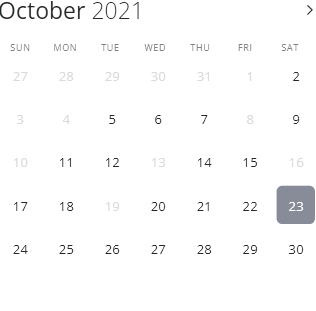 October 2021
SUN MON TUE WED THU FRI SAT
27 28 29 30 31 1 2
3 4 5 6 7 8 9
10 11 12 13 14 15 16
17 18 19 20 21 22 23
24 25 26 27 28 29 30